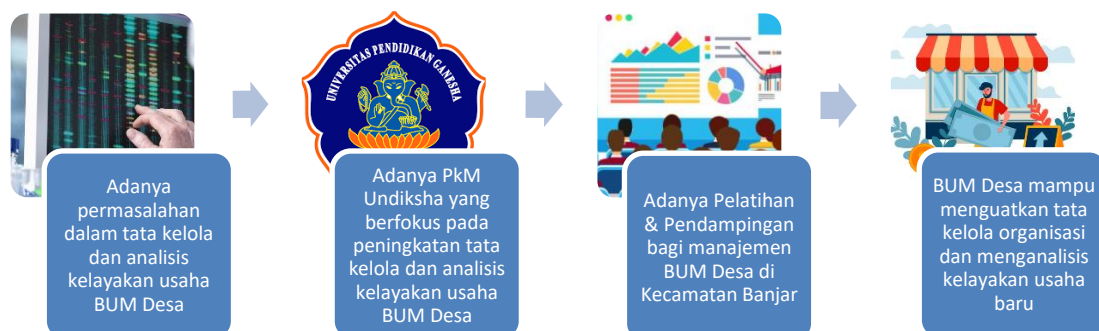 Adanya
permasalahan
dalam tata kelola
dan analisis
kelayakan usaha
BUM Desa
UNIVERSITAS PENDIDIKAN GANESHA
Adanya PkM
Undiksha yang
berfokus pada
peningkatan tata
kelola dan analisis
kelayakan usaha
BUM Desa
Adanya Pelatihan
& Pendampingan
bagi manajemen
BUM Desa di
Kecamatan Banjar
BUM Desa mampu
menguatkan tata
kelola organisasi
dan menganalisis
kelayakan usaha
baru